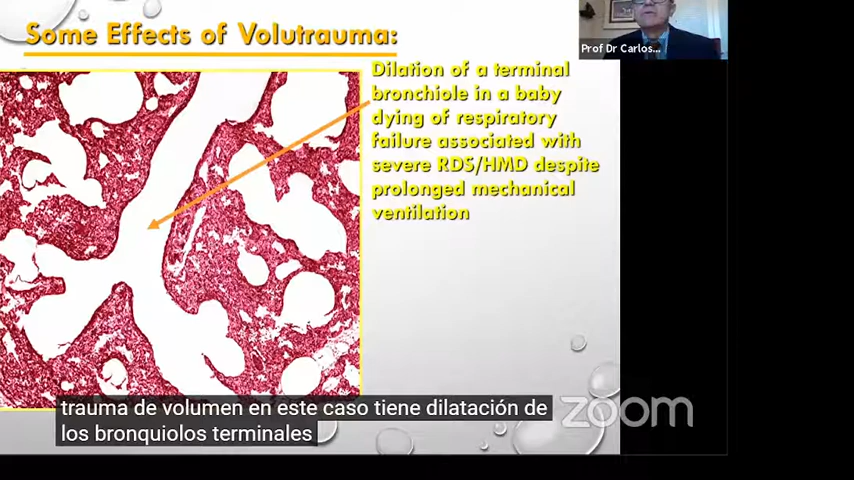 Some Effects of Volutrauma:
Prof Dr Carlos...
Dilation of a terminal
bronchiole in a baby
dying of respiratory
failure associated with
severe RDS/HMD despite
prolonged mechanical
ventilation
trauma de volumen en este caso tiene dilatación de
los bronquiolos terminales
zoom